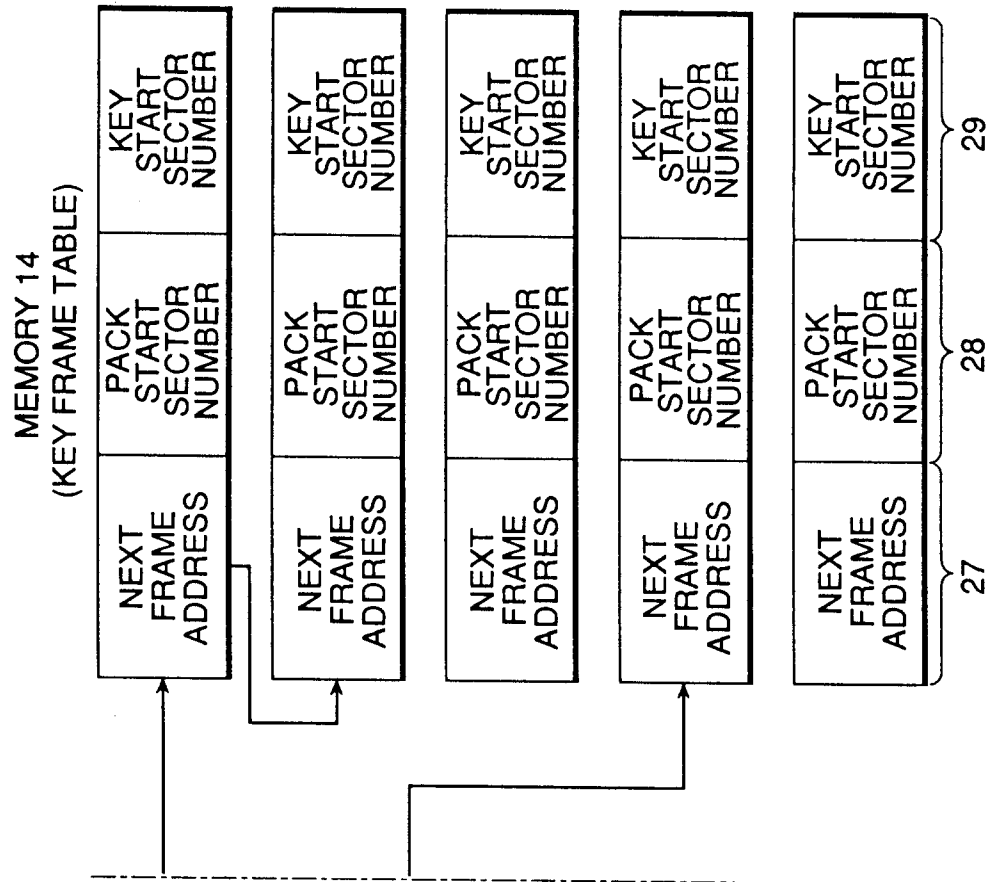 MEMORY 14
(KEY FRAME TABLE)
NEXT
FRAME
ADDRESS
PACK
START
SECTOR
NUMBER
KEY
START
SECTOR
NUMBER
NEXT
FRAME
ADDRESS
PACK
START
SECTOR
NUMBER
KEY
START
SECTOR
NUMBER
NEXT
FRAME
ADDRESS
PACK
START
SECTOR
NUMBER
KEY
START
SECTOR
NUMBER
NEXT
FRAME
ADDRESS
PACK
START
SECTOR
NUMBER
KEY
START
SECTOR
NUMBER
NEXT
FRAME
ADDRESS
PACK
START
SECTOR
NUMBER
KEY
START
SECTOR
NUMBER
27
28
29